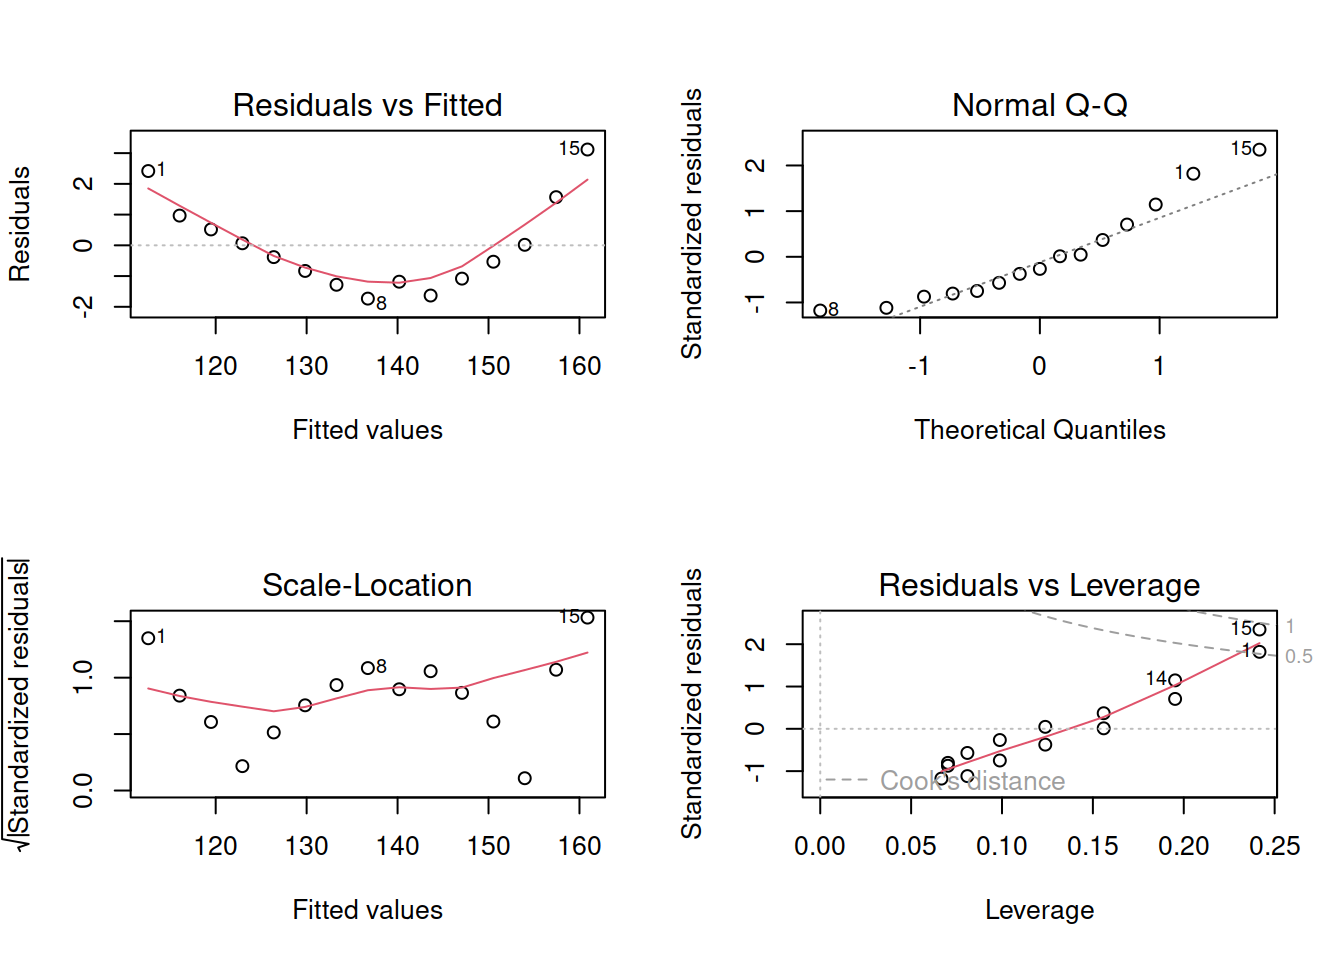 Residuals vs Fitted
Residuals
2
0
-2
1
15
8
120 130 140 150 160
Fitted values
Normal Q-Q
Standardized residuals
2
1
0
-1
15
1
8
-1 0 1
Theoretical Quantiles
Scale-Location
√|Standardized residuals|
1.0
0.0
1
15
8
120 130 140 150 160
Fitted values
Residuals vs Leverage
Standardized residuals
2
1
0
-1
15
1
14
1
0.5
Cook's distance
0.00 0.05 0.10 0.15 0.20 0.25
Leverage